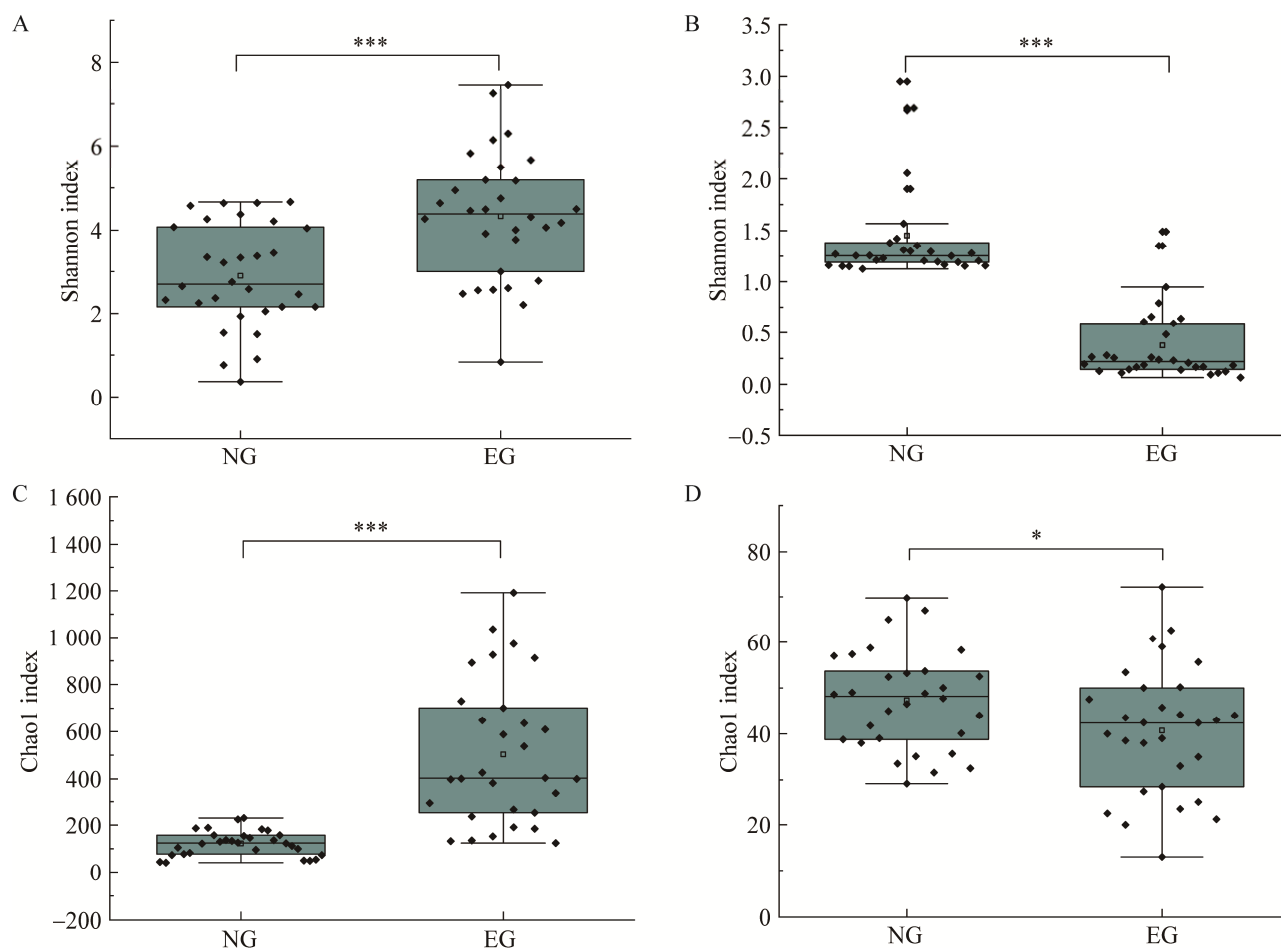 A
Shannon index
8
6
4
2
0
***
NG
EG
B
Shannon index
3.5
3.0
2.5
2.0
1.5
1.0
0.5
0.0
–0.5
***
NG
EG
C
Chao1 index
1 600
1 400
1 200
1 000
800
600
400
200
0
–200
***
NG
EG
D
Chao1 index
80
60
40
20
0
*
NG
EG